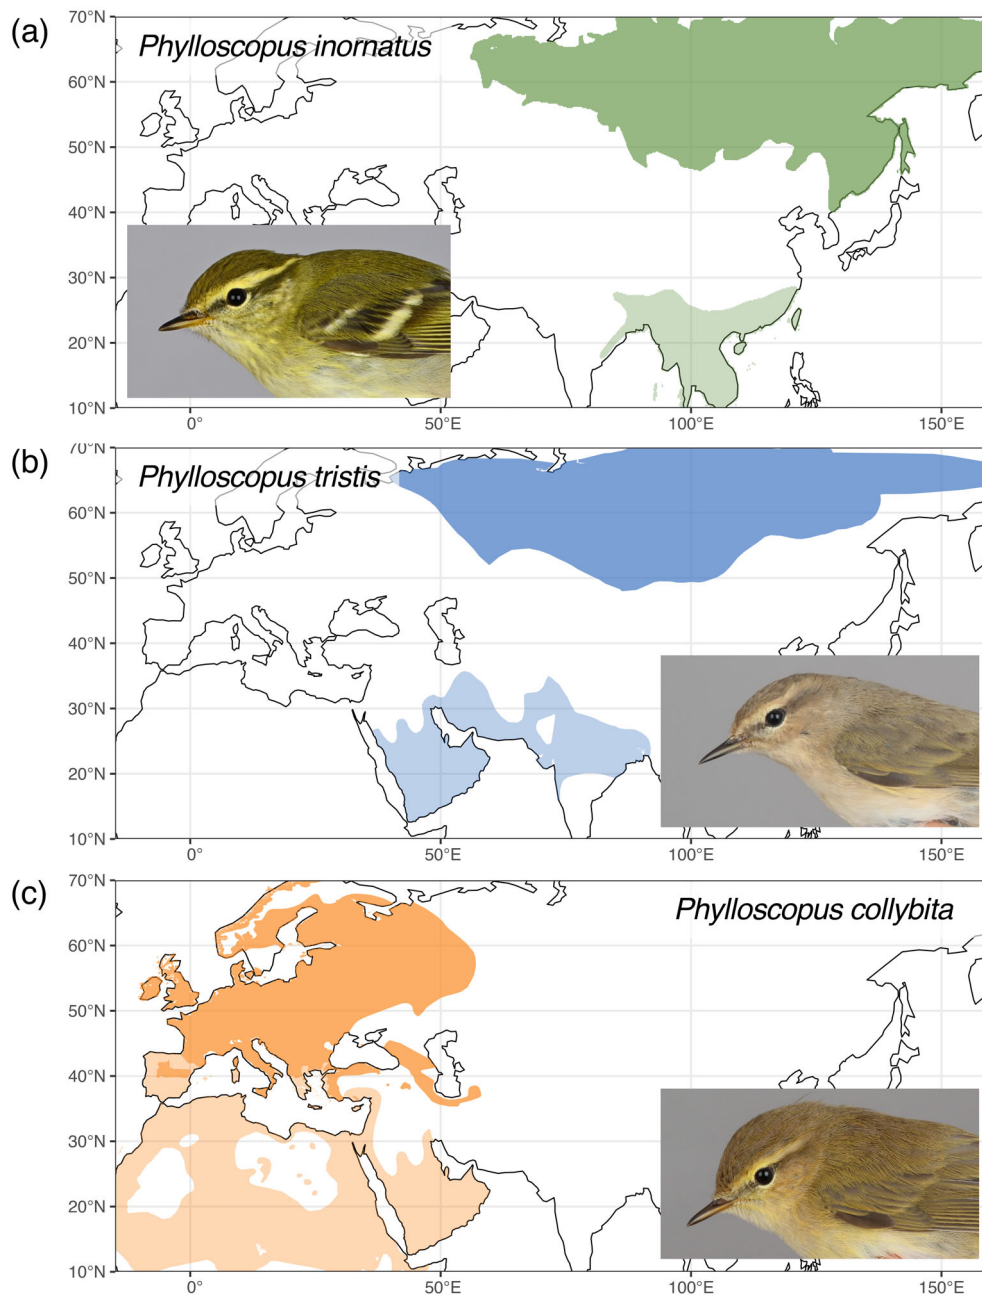 (a)
Phylloscopus inornatus
70°N
60°N
50°N
40°N
30°N
20°N
10°N
0°
50°E
100°E
150°E
(b)
Phylloscopus tristis
70°N
60°N
50°N
40°N
30°N
20°N
10°N
0°
50°E
100°E
150°E
(c)
Phylloscopus collybita
70°N
60°N
50°N
40°N
30°N
20°N
10°N
0°
50°E
100°E
150°E